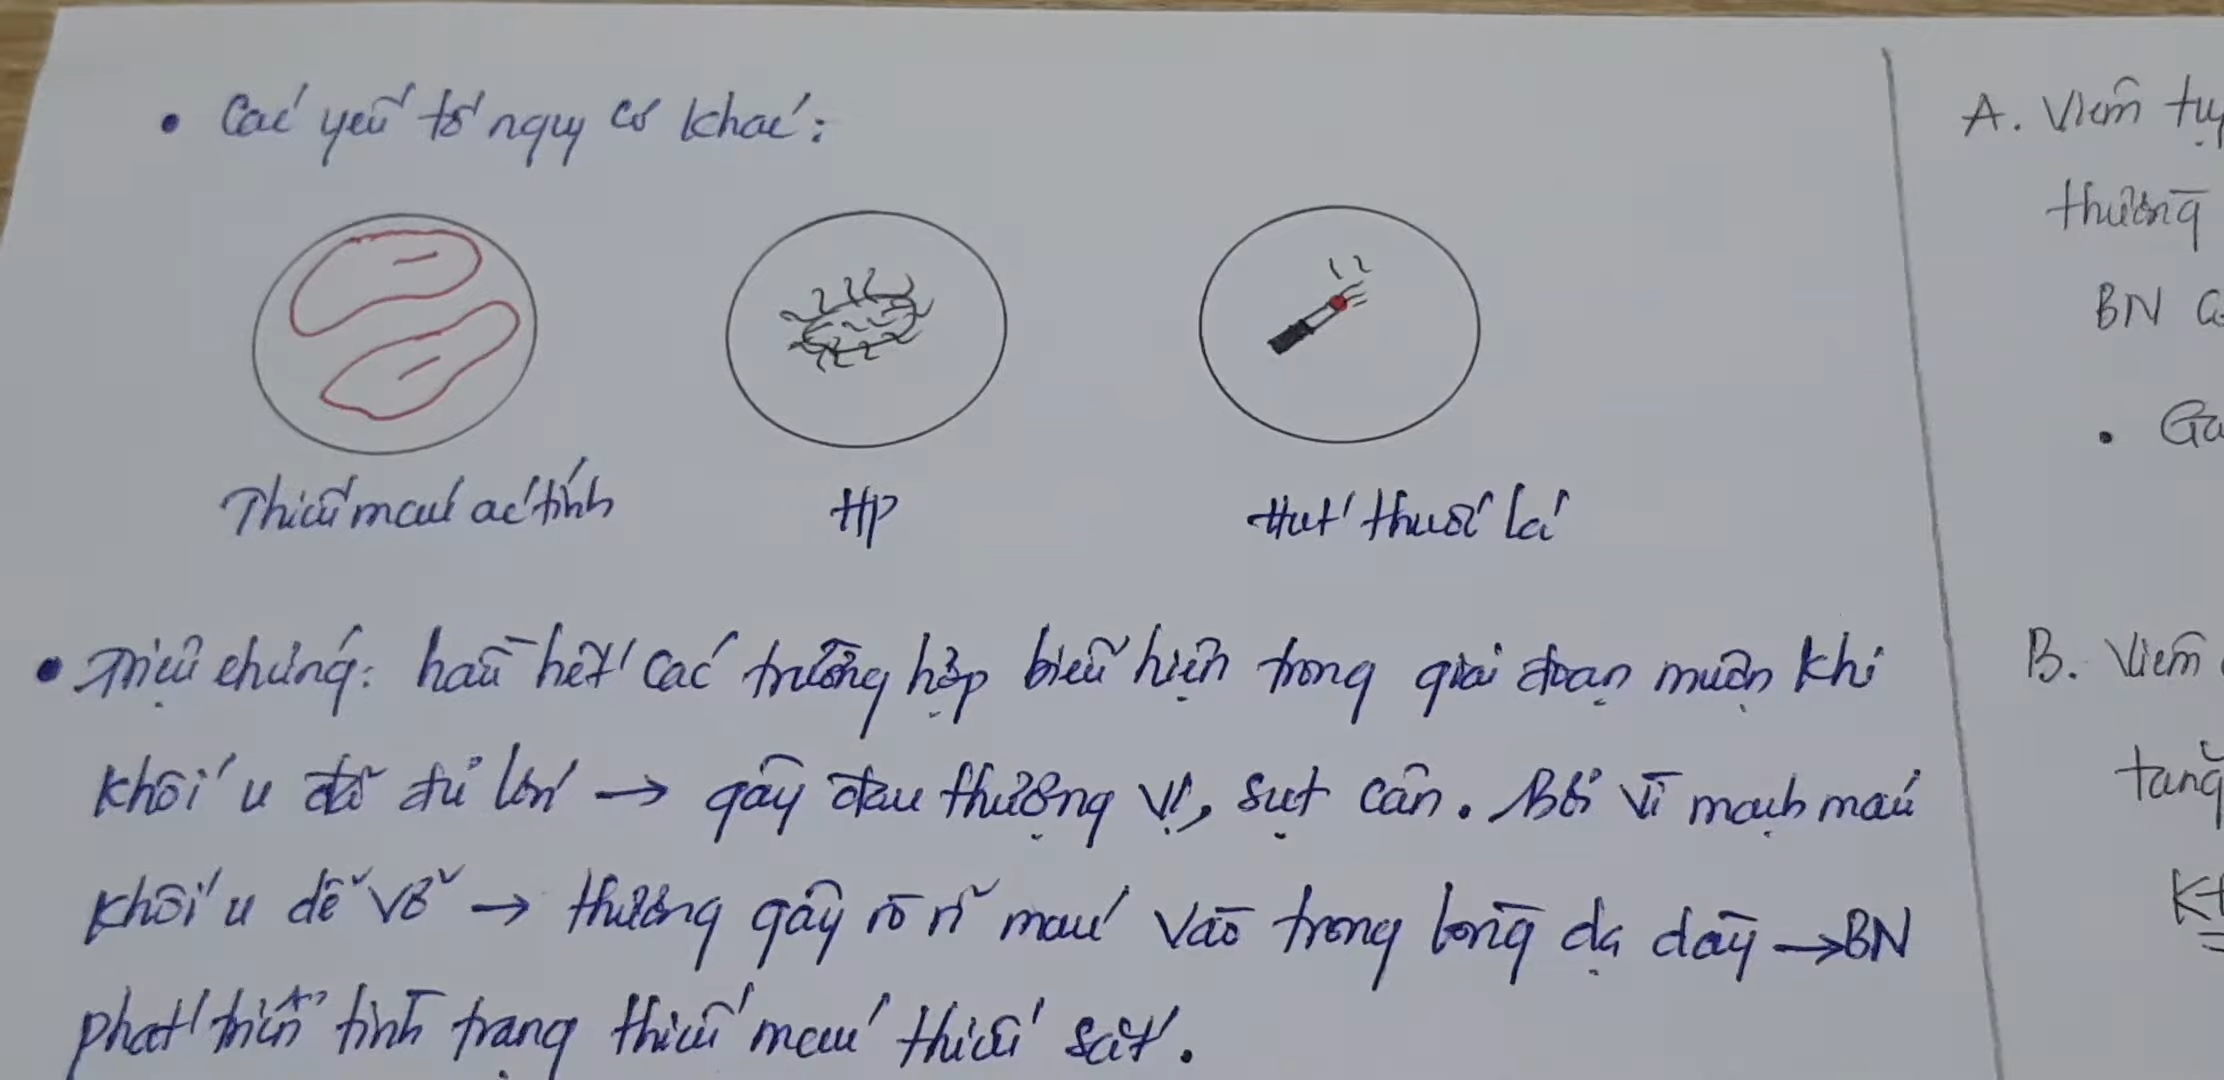 • Các yếu tố nguy cơ khác:
Thiếu máu ác tính
HP
Hút thuốc lá
• Triệu chứng: hầu hết các trường hợp biểu hiện trong giai đoạn muộn khi
khối u đã đủ lớn → gây đau thượng vị, sụt cân. Bởi vì mạch máu
khối u dễ vỡ → thường gây rò rỉ máu vào trong lòng dạ dày → BN
phát triển tình trạng thiếu máu thiếu sắt.
A. Viêm tụy
thường
BN
•
B. Viêm
tăng